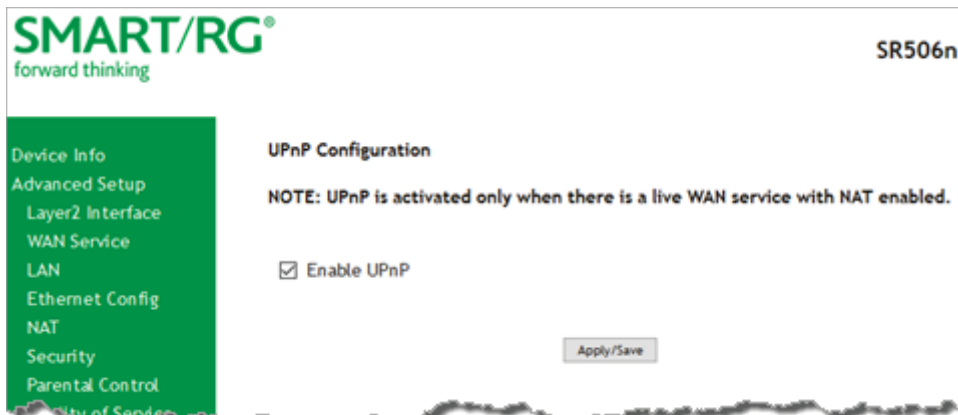 SMART/RG®
forward thinking
SR506n
Device Info
Advanced Setup
Layer2 Interface
WAN Service
LAN
Ethernet Config
NAT
Security
Parental Control
of Service
UPnP Configuration
NOTE: UPnP is activated only when there is a live WAN service with NAT enabled.
Enable UPnP
Apply/Save